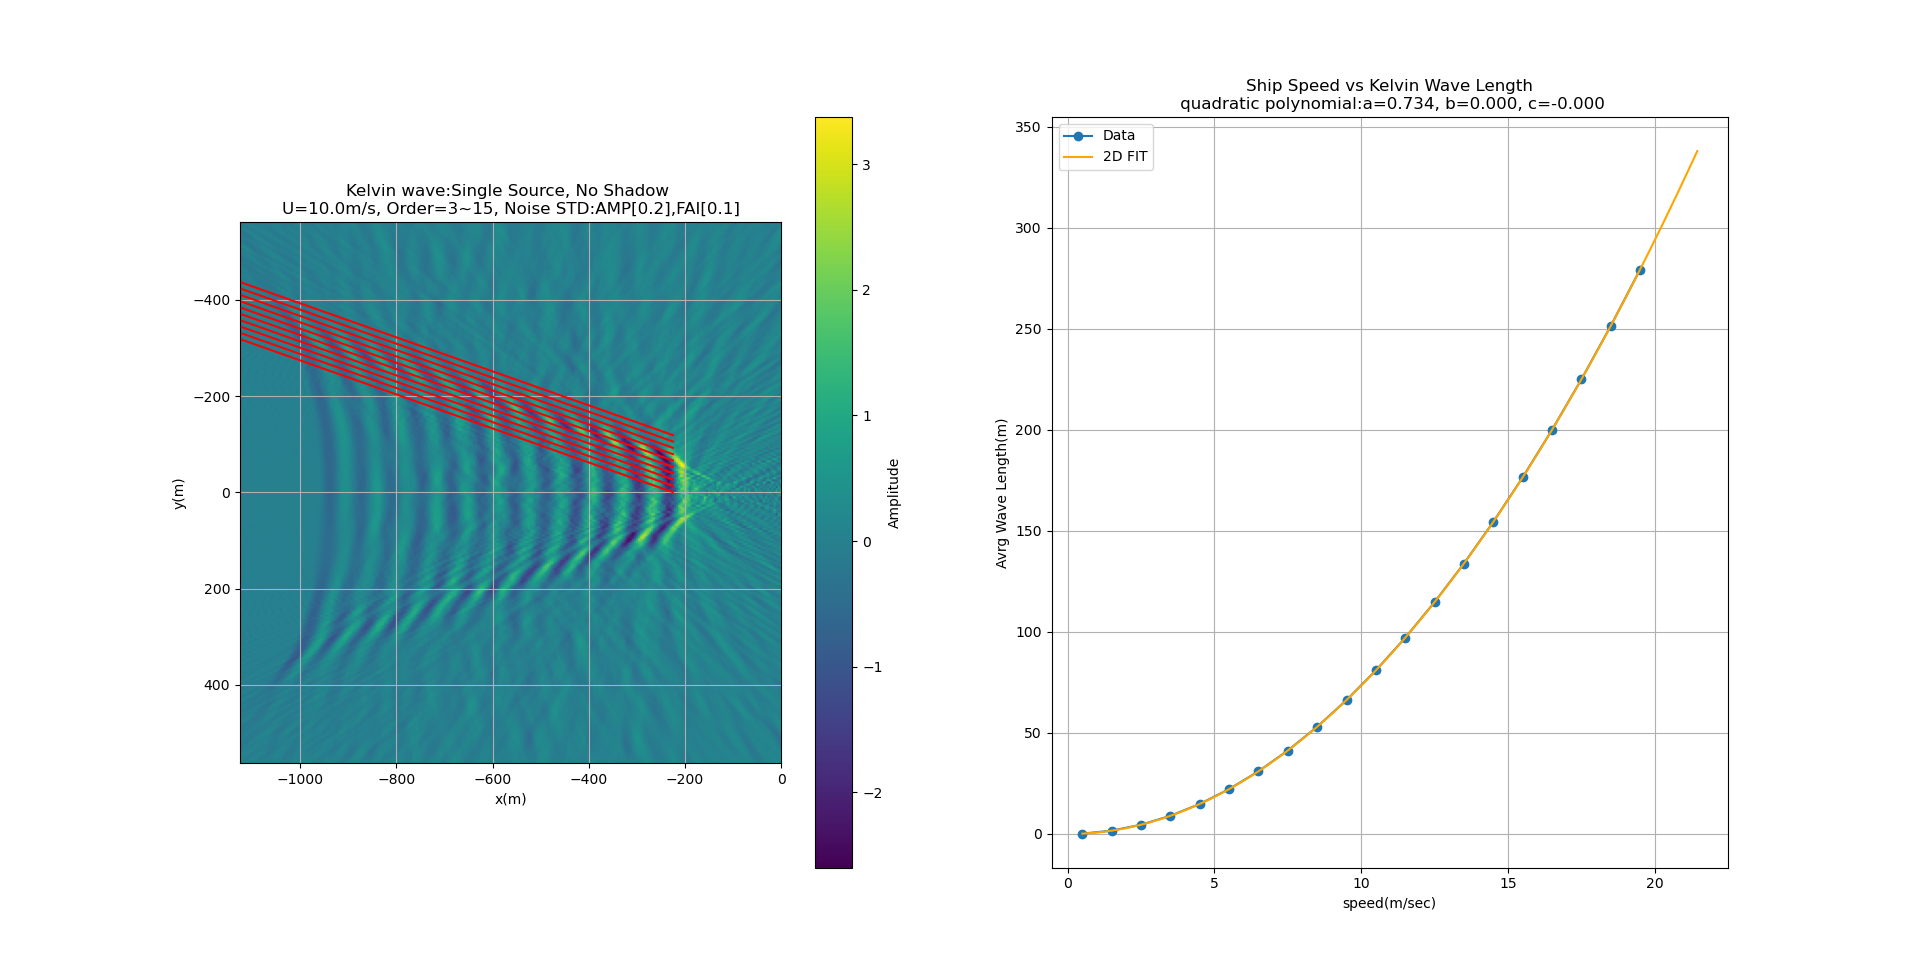 Kelvin wave:Single Source, No Shadow
U=10.0m/s, Order=3~15, Noise STD:AMP[0.2],FAI[0.1]
−400
−200
0
200
400
y(m)
−1000
−800
−600
−400
−200
0
x(m)
3
2
1
0
−1
−2
Amplitude
Ship Speed vs Kelvin Wave Length
quadratic polynomial:a=0.734, b=0.000, c=-0.000
Data
2D FIT
350
300
250
200
150
100
50
0
Avrg Wave Length(m)
0
5
10
15
20
speed(m/sec)